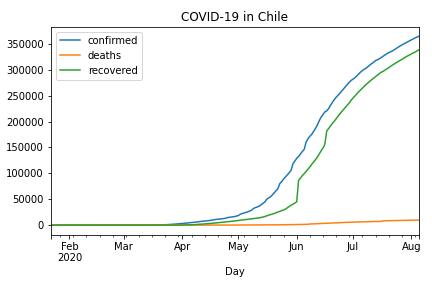 COVID-19 in Chile
confirmed
deaths
recovered
350000
300000
250000
200000
150000
100000
50000
0
Feb Mar Apr May Jun Jul Aug
2020
Day